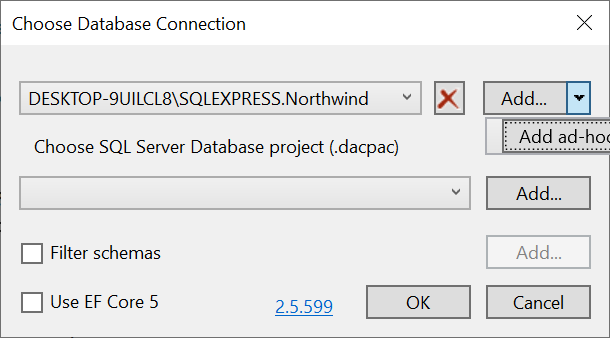 Choose Database Connection
DESKTOP-9UILCL8\SQLEXPRESS.Northwind
Add...
Add ad-hoc
Choose SQL Server Database project (.dacpac)
Add...
Filter schemas
Add...
Use EF Core 5
2.5.599
OK
Cancel